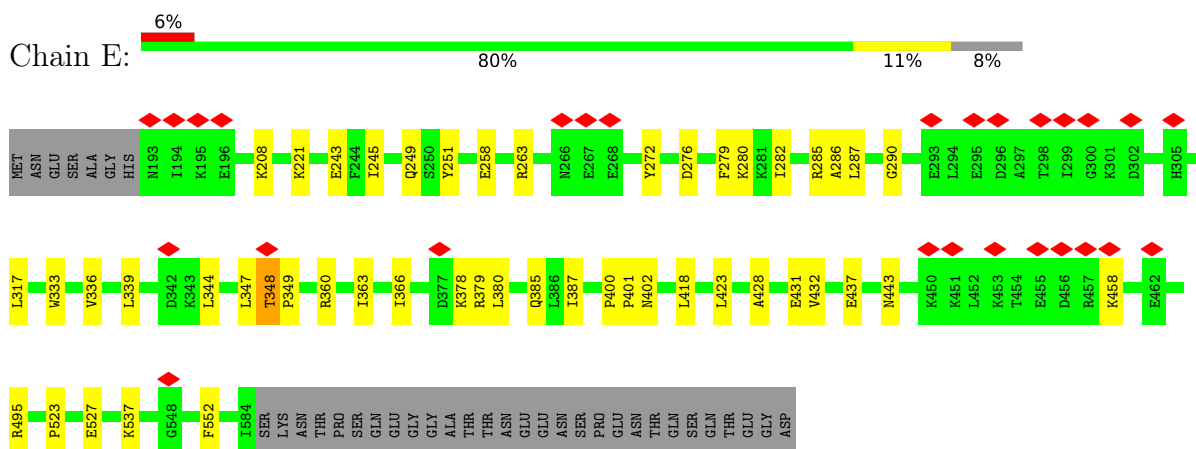 6%
Chain E:
80% 11% 8%
MET ASN GLU SER ALA GLY HIS N193 I194 K195 E196 K208 K221 E243 F244 I245 Q249 S250 Y251 E258 R263 N266 E267 E268 Y272 D276 F279 K280 K281 I282 R285 A286 L287 G290 E293 L294 E295 D296 A297 T298 I299 G300 K301 D302 H305
L317 W333 V336 L339 D342 K343 L344 L347 T348 P349 R360 I363 I366 D377 K378 R379 L380 Q385 L386 I387 P400 P401 N402 L418 L423 A428 E431 V432 E437 N443 K450 K451 L452 K453 T454 E455 D456 R457 K458 E462
R495 P523 E527 K537 F552 G548 I584 SER LYS ASN THR PRO SER GLN GLU GLY GLY ALA THR THR ASN GLU GLU ASN SER PRO GLU ASN THR GLN SER GLN THR GLU GLY ASP